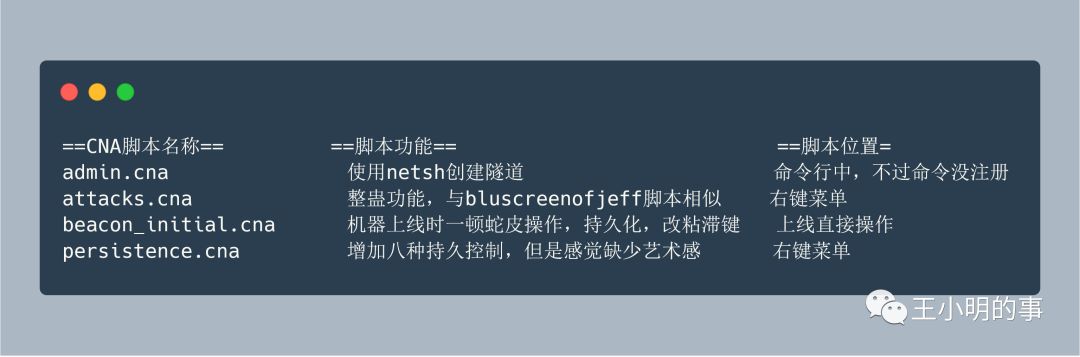 ==CNA脚本名称== ==脚本功能== ==脚本位置=
admin.cna 使用netsh创建隧道 命令行中，不过命令没注册
attacks.cna 整蛊功能，与bluscreenofjeff脚本相似 右键菜单
beacon_initial.cna 机器上线时一顿蛇皮操作，持久化，改粘滞键 上线直接操作
persistence.cna 增加八种持久控制，但是感觉缺少艺术感 右键菜单
王小明的事